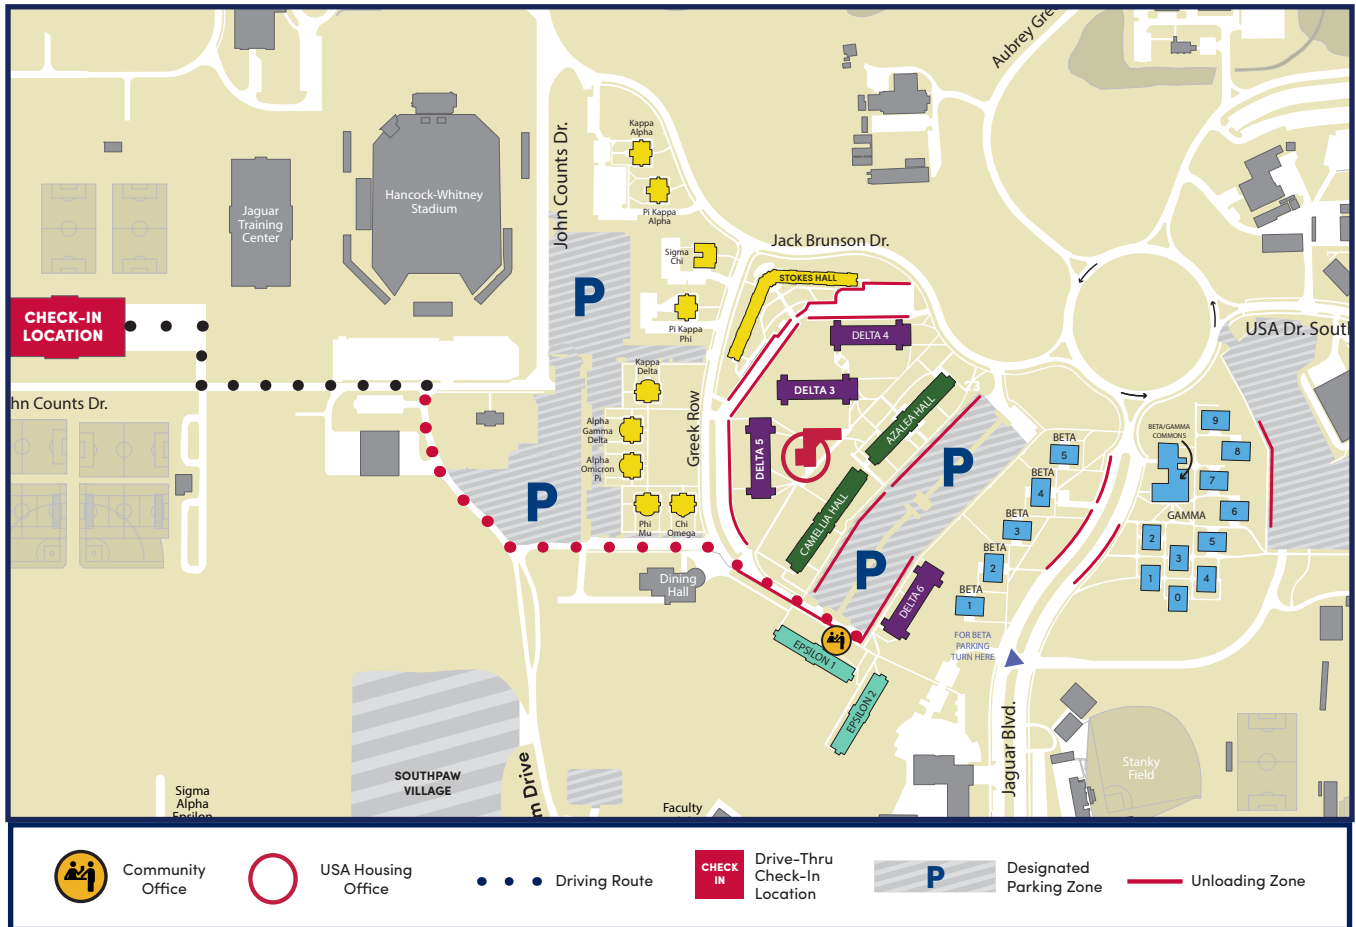 Aubrey Gre
Kappa
Alpha
John Counts Dr.
Hancock-Whitney
Stadium
Jaguar
Training
Center
Pi Kappa
Alpha
Jack Brunson Dr.
Sigma
Chi
STOKES HALL
P
CHECK-IN
LOCATION
Pi Kappa
Phi
DELTA 4
USA Dr. Sout
Kappa
Delta
DELTA 3
23
hn Counts Dr.
Greek Row
AZALEA HALL
Alpha
Gamma
Delta
Alpha
Omicron
Pi
DELTA 5
P
BETA
5
BETA/GAMMA
COMMONS
9
8
BETA
4
7
P
CAMELLIA HALL
Phi
Mu
Chi
Omega
BETA
3
GAMMA
6
2
5
3
BETA
2
P
1
4
0
Dining
Hall
DELTA 6
BETA
1
EPSILON 1
FOR BETA
PARKING
TURN HERE
EPSILON 2
Jaguar Blvd.
SOUTHPAW
VILLAGE
m Drive
Stanky
Field
Sigma
Alpha
Epsilon
Faculty
Community
Office
USA Housing
Office
Driving Route
CHECK
IN
Drive-Thru
Check-In
Location
P
Designated
Parking Zone
Unloading Zone